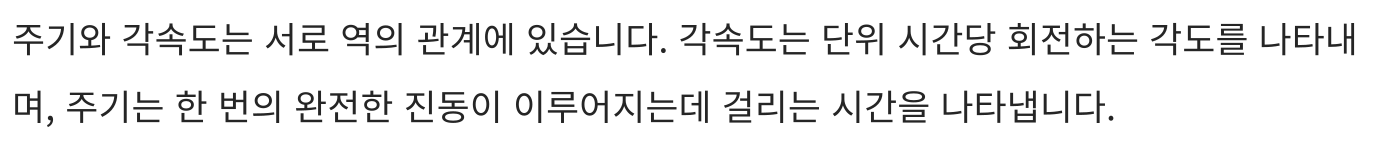 주기와 각속도는 서로 역의 관계에 있습니다. 각속도는 단위 시간당 회전하는 각도를 나타내
며, 주기는 한 번의 완전한 진동이 이루어지는데 걸리는 시간을 나타냅니다.